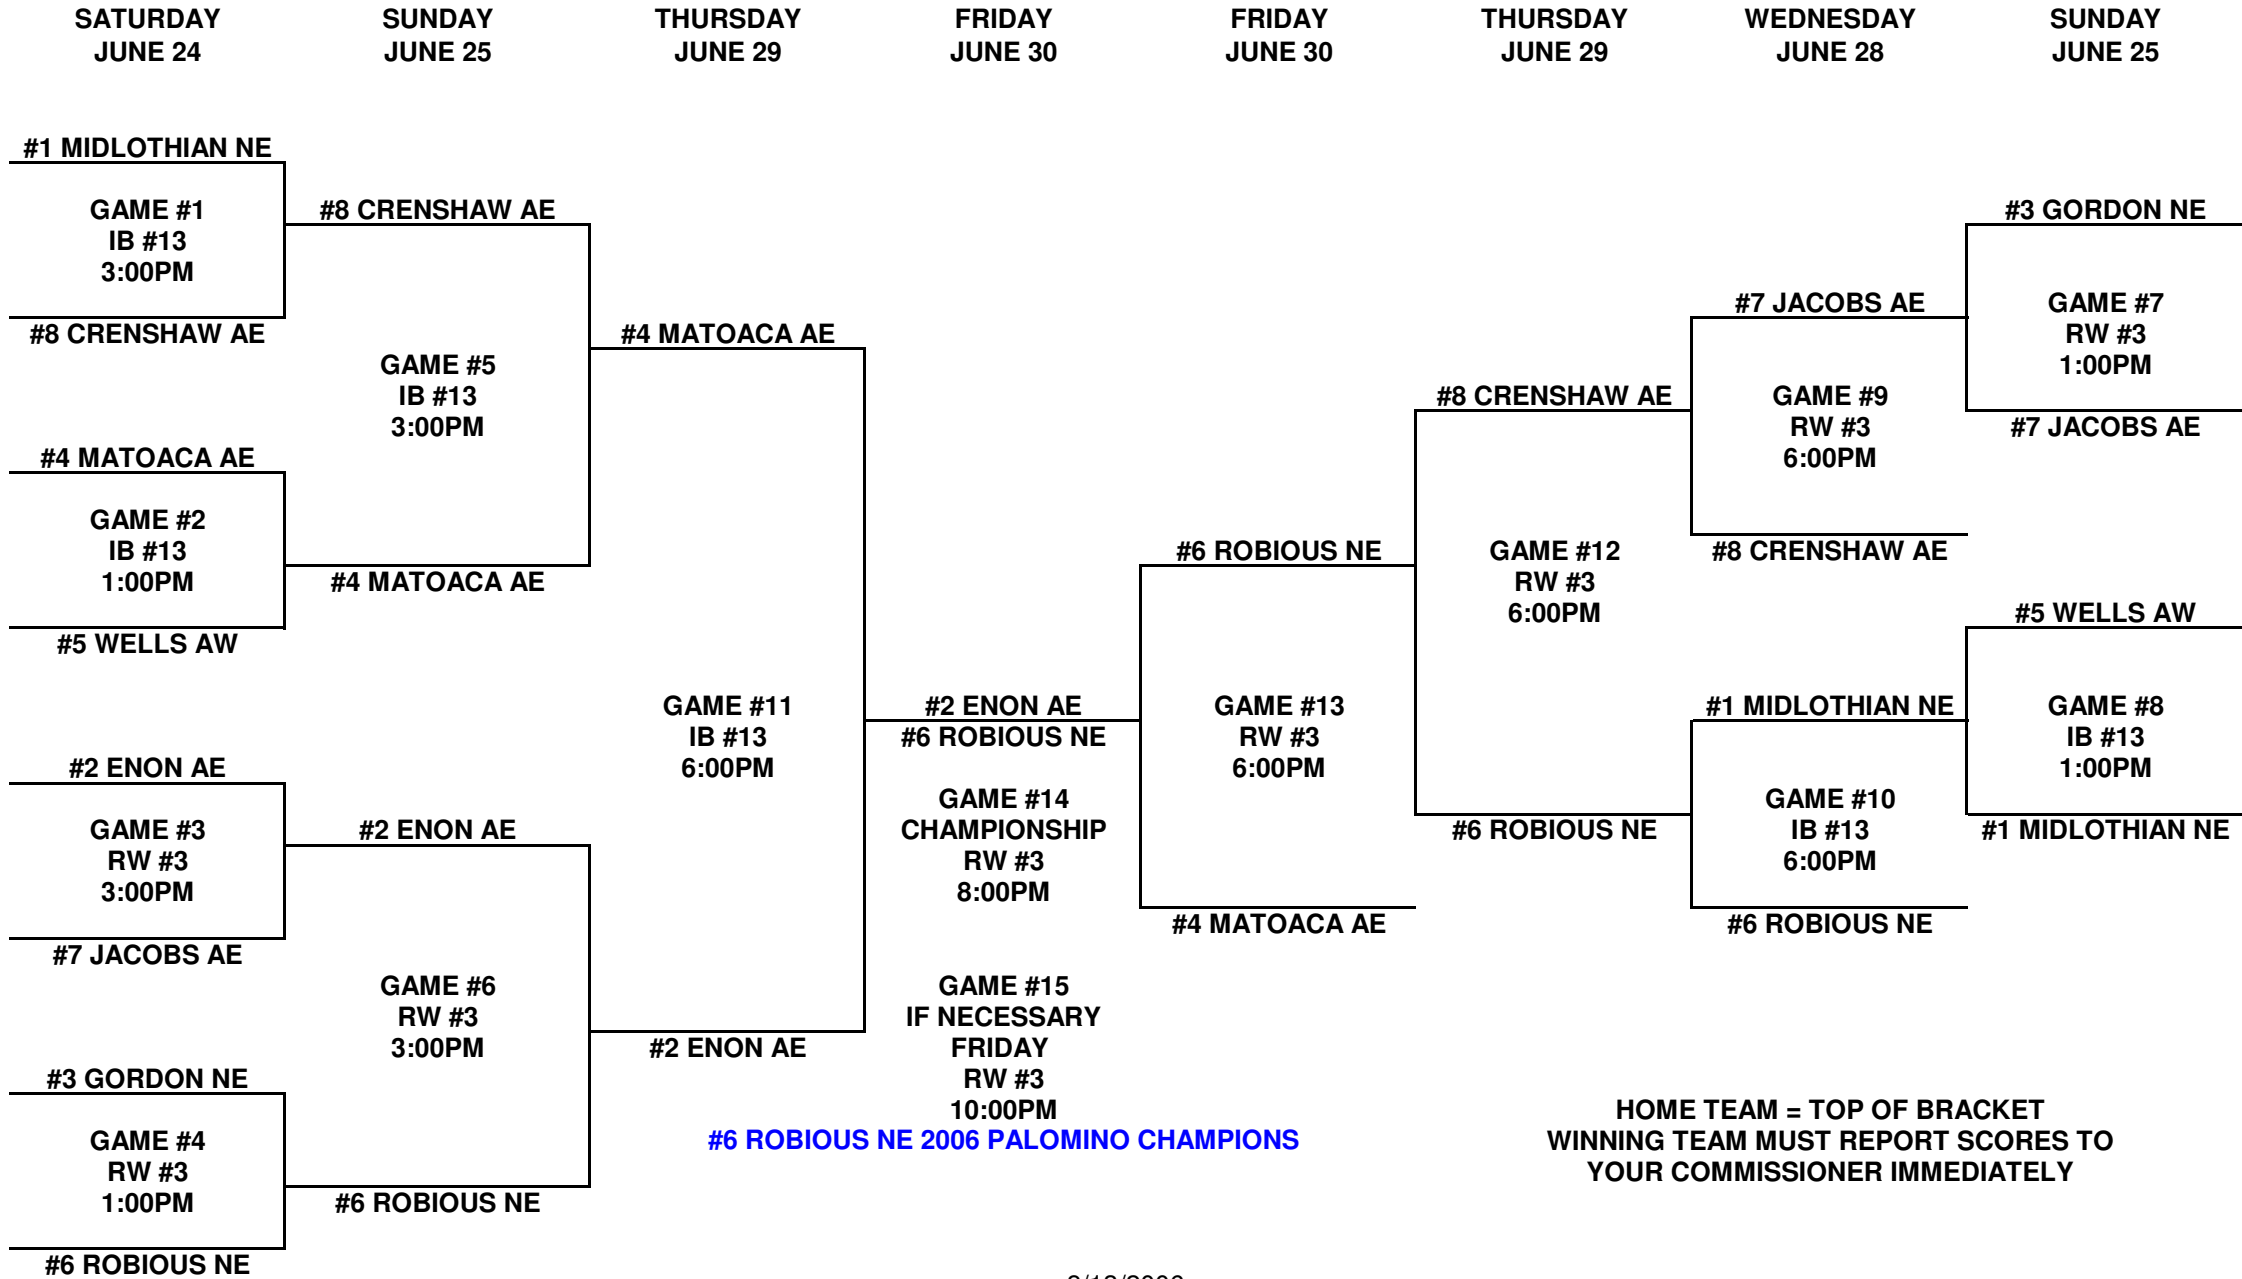 SATURDAY
JUNE 24
SUNDAY
JUNE 25
THURSDAY
JUNE 29
FRIDAY
JUNE 30
FRIDAY
JUNE 30
THURSDAY
JUNE 29
WEDNESDAY
JUNE 28
SUNDAY
JUNE 25
#1 MIDLOTHIAN NE
GAME #1
IB #13
3:00PM
#8 CRENSHAW AE
#4 MATOACA AE
GAME #2
IB #13
1:00PM
#5 WELLS AW
#2 ENON AE
GAME #3
RW #3
3:00PM
#7 JACOBS AE
#3 GORDON NE
GAME #4
RW #3
1:00PM
#6 ROBIOUS NE
#8 CRENSHAW AE
GAME #5
IB #13
3:00PM
#4 MATOACA AE
#2 ENON AE
GAME #6
RW #3
3:00PM
#6 ROBIOUS NE
#4 MATOACA AE
GAME #11
IB #13
6:00PM
#2 ENON AE
#2 ENON AE
#6 ROBIOUS NE
GAME #14
CHAMPIONSHIP
RW #3
8:00PM
GAME #15
IF NECESSARY
FRIDAY
RW #3
10:00PM
#6 ROBIOUS NE 2006 PALOMINO CHAMPIONS
#6 ROBIOUS NE
GAME #13
RW #3
6:00PM
#4 MATOACA AE
#8 CRENSHAW AE
GAME #12
RW #3
6:00PM
#6 ROBIOUS NE
#7 JACOBS AE
GAME #9
RW #3
6:00PM
#8 CRENSHAW AE
#1 MIDLOTHIAN NE
GAME #10
IB #13
6:00PM
#6 ROBIOUS NE
#3 GORDON NE
GAME #7
RW #3
1:00PM
#7 JACOBS AE
#5 WELLS AW
GAME #8
IB #13
1:00PM
#1 MIDLOTHIAN NE
HOME TEAM = TOP OF BRACKET
WINNING TEAM MUST REPORT SCORES TO
YOUR COMMISSIONER IMMEDIATELY